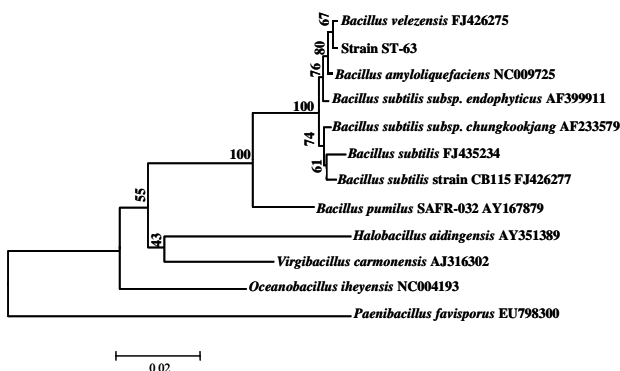 67
Bacillus velezensis FJ426275
80
Strain ST-63
76
Bacillus amyloliquefaciens NC009725
Bacillus subtilis subsp. endophyticus AF399911
100
Bacillus subtilis subsp. chungkookjang AF233579
74
Bacillus subtilis FJ435234
100
61
Bacillus subtilis strain CB115 FJ426277
55
Bacillus pumilus SAFR-032 AY167879
43
Halobacillus aidingensis AY351389
Virgibacillus carmonensis AJ316302
Oceanobacillus iheyensis NC004193
Paenibacillus favisporus EU798300
0.02